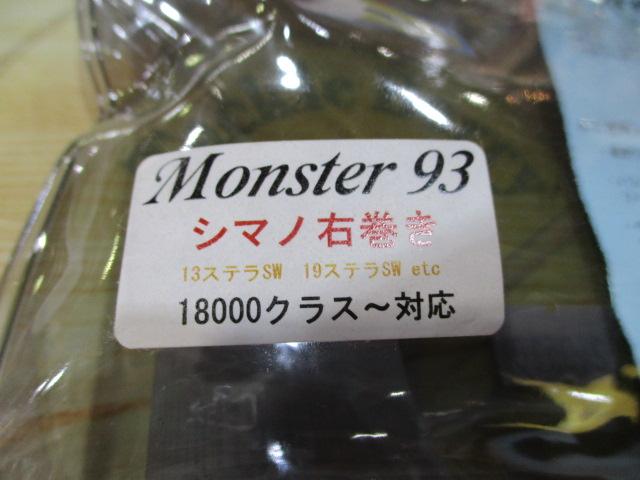 Monster 93
シマノ右巻き
13ステラSW 19ステラSW etc
18000クラス～対応